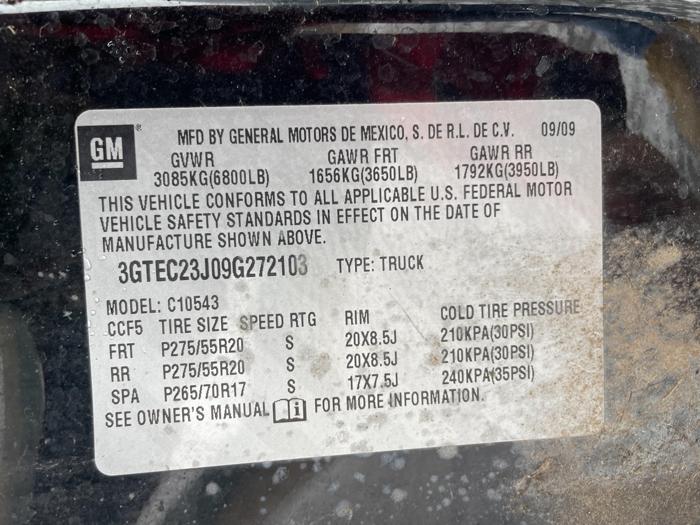 GM ®
MFD BY GENERAL MOTORS DE MEXICO, S. DE R.L. DE C.V. 09/09
GVWR GAWR FRT GAWR RR
3085KG(6800LB) 1656KG(3650LB) 1792KG(3950LB)
THIS VEHICLE CONFORMS TO ALL APPLICABLE U.S. FEDERAL MOTOR
VEHICLE SAFETY STANDARDS IN EFFECT ON THE DATE OF
MANUFACTURE SHOWN ABOVE.
3GTEC23J09G272103 TYPE: TRUCK
MODEL: C10543
CCF5 TIRE SIZE SPEED RTG RIM COLD TIRE PRESSURE
FRT P275/55R20 S 20X8.5J 210KPA(30PSI)
RR P275/55R20 S 20X8.5J 210KPA(30PSI)
SPA P265/70R17 S 17X7.5J 240KPA(35PSI)
SEE OWNER'S MANUAL i FOR MORE INFORMATION.